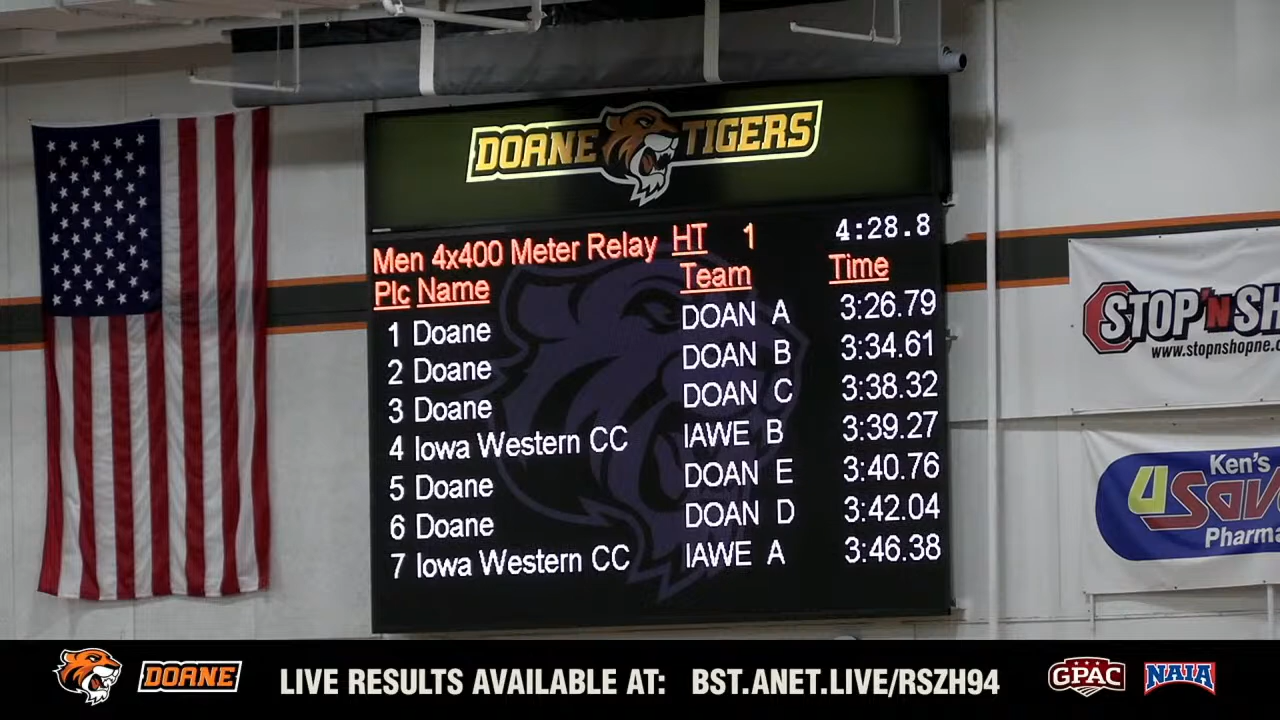 DOANE TIGERS
Men 4x400 Meter Relay HT 1 4:28.8
Plc Name Team Time
1 Doane DOAN A 3:26.79
2 Doane DOAN B 3:34.61
3 Doane DOAN C 3:38.32
4 Iowa Western CC IAWE B 3:39.27
5 Doane DOAN E 3:40.76
6 Doane DOAN D 3:42.04
7 Iowa Western CC IAWE A 3:46.38
STOP'N SH
www.stopnshopne.c
Ken's
U Sav
Pharma
DOANE LIVE RESULTS AVAILABLE AT: BST.ANET.LIVE/RSZH94 GPAC NAIA